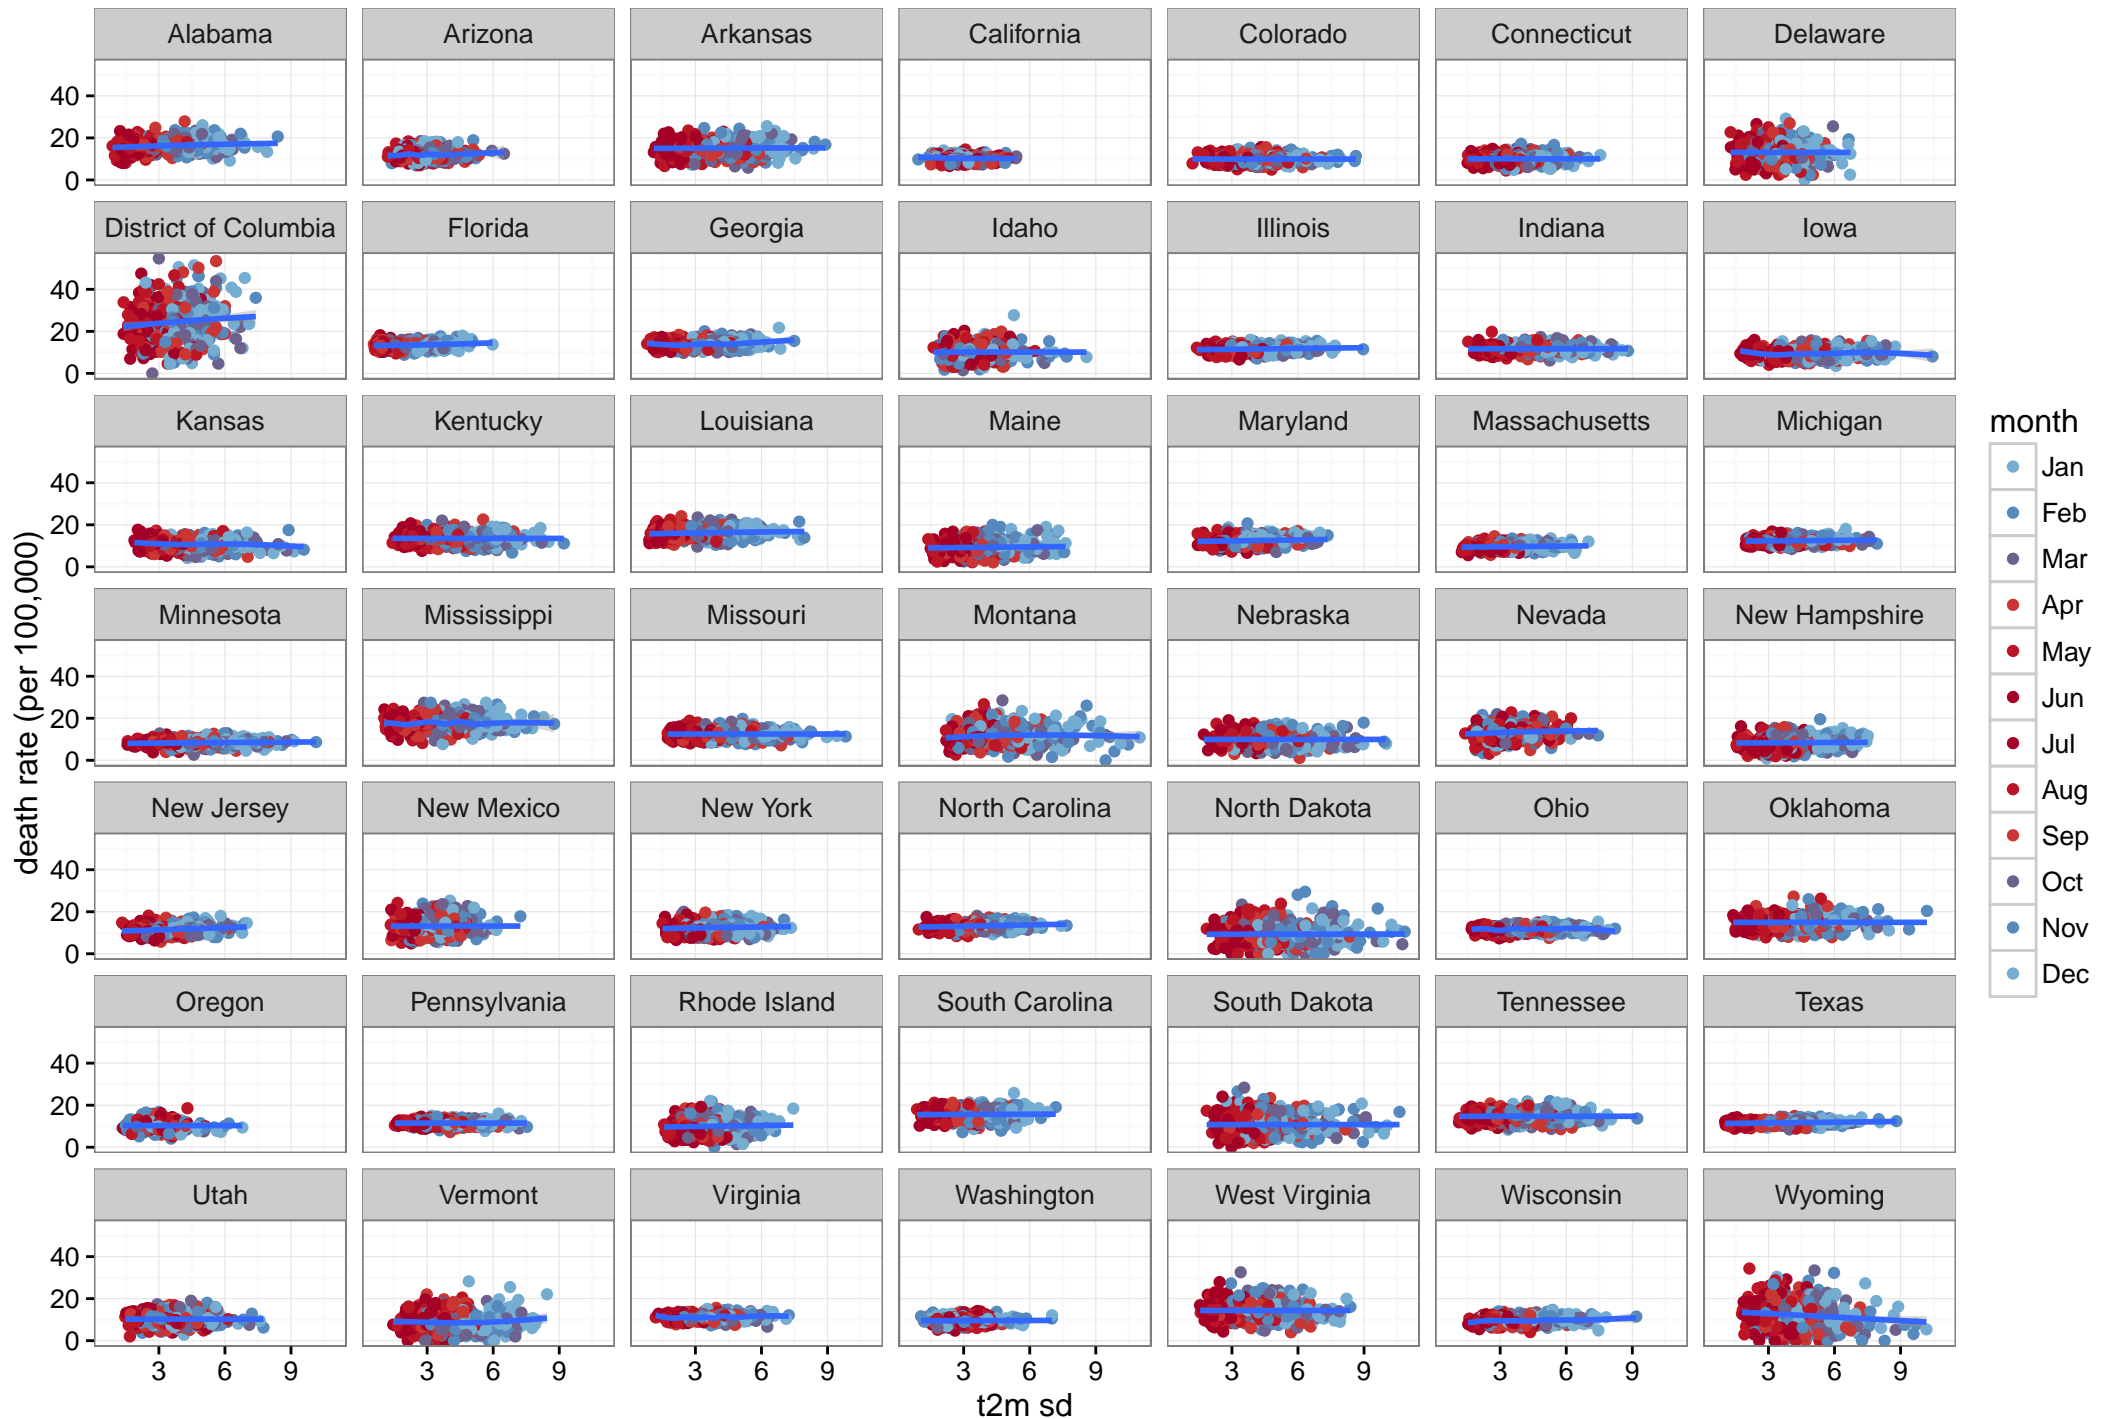 Alabama Arizona Arkansas California Colorado Connecticut Delaware
40
20
0
District of Columbia Florida Georgia Idaho Illinois Indiana Iowa
40
20
0
Kansas Kentucky Louisiana Maine Maryland Massachusetts Michigan
40
20
0
Minnesota Mississippi Missouri Montana Nebraska Nevada New Hampshire
40
20
0
New Jersey New Mexico New York North Carolina North Dakota Ohio Oklahoma
40
20
0
Oregon Pennsylvania Rhode Island South Carolina South Dakota Tennessee Texas
40
20
0
Utah Vermont Virginia Washington West Virginia Wisconsin Wyoming
40
20
0
3 6 9 3 6 9 3 6 9 3 6 9 3 6 9 3 6 9 3 6 9
t2m sd
death rate (per 100,000)
month
Jan
Feb
Mar
Apr
May
Jun
Jul
Aug
Sep
Oct
Nov
Dec